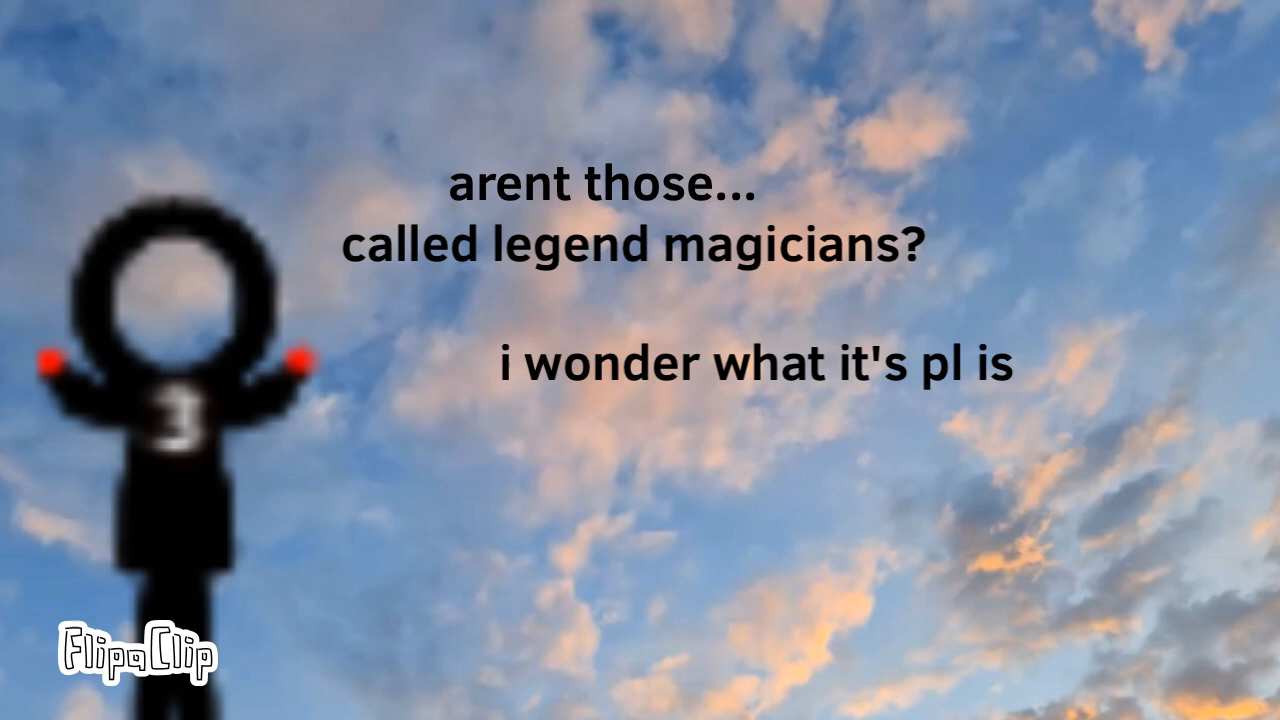 arent those...
called legend magicians?
i wonder what it's pl is
3
FlipaClip